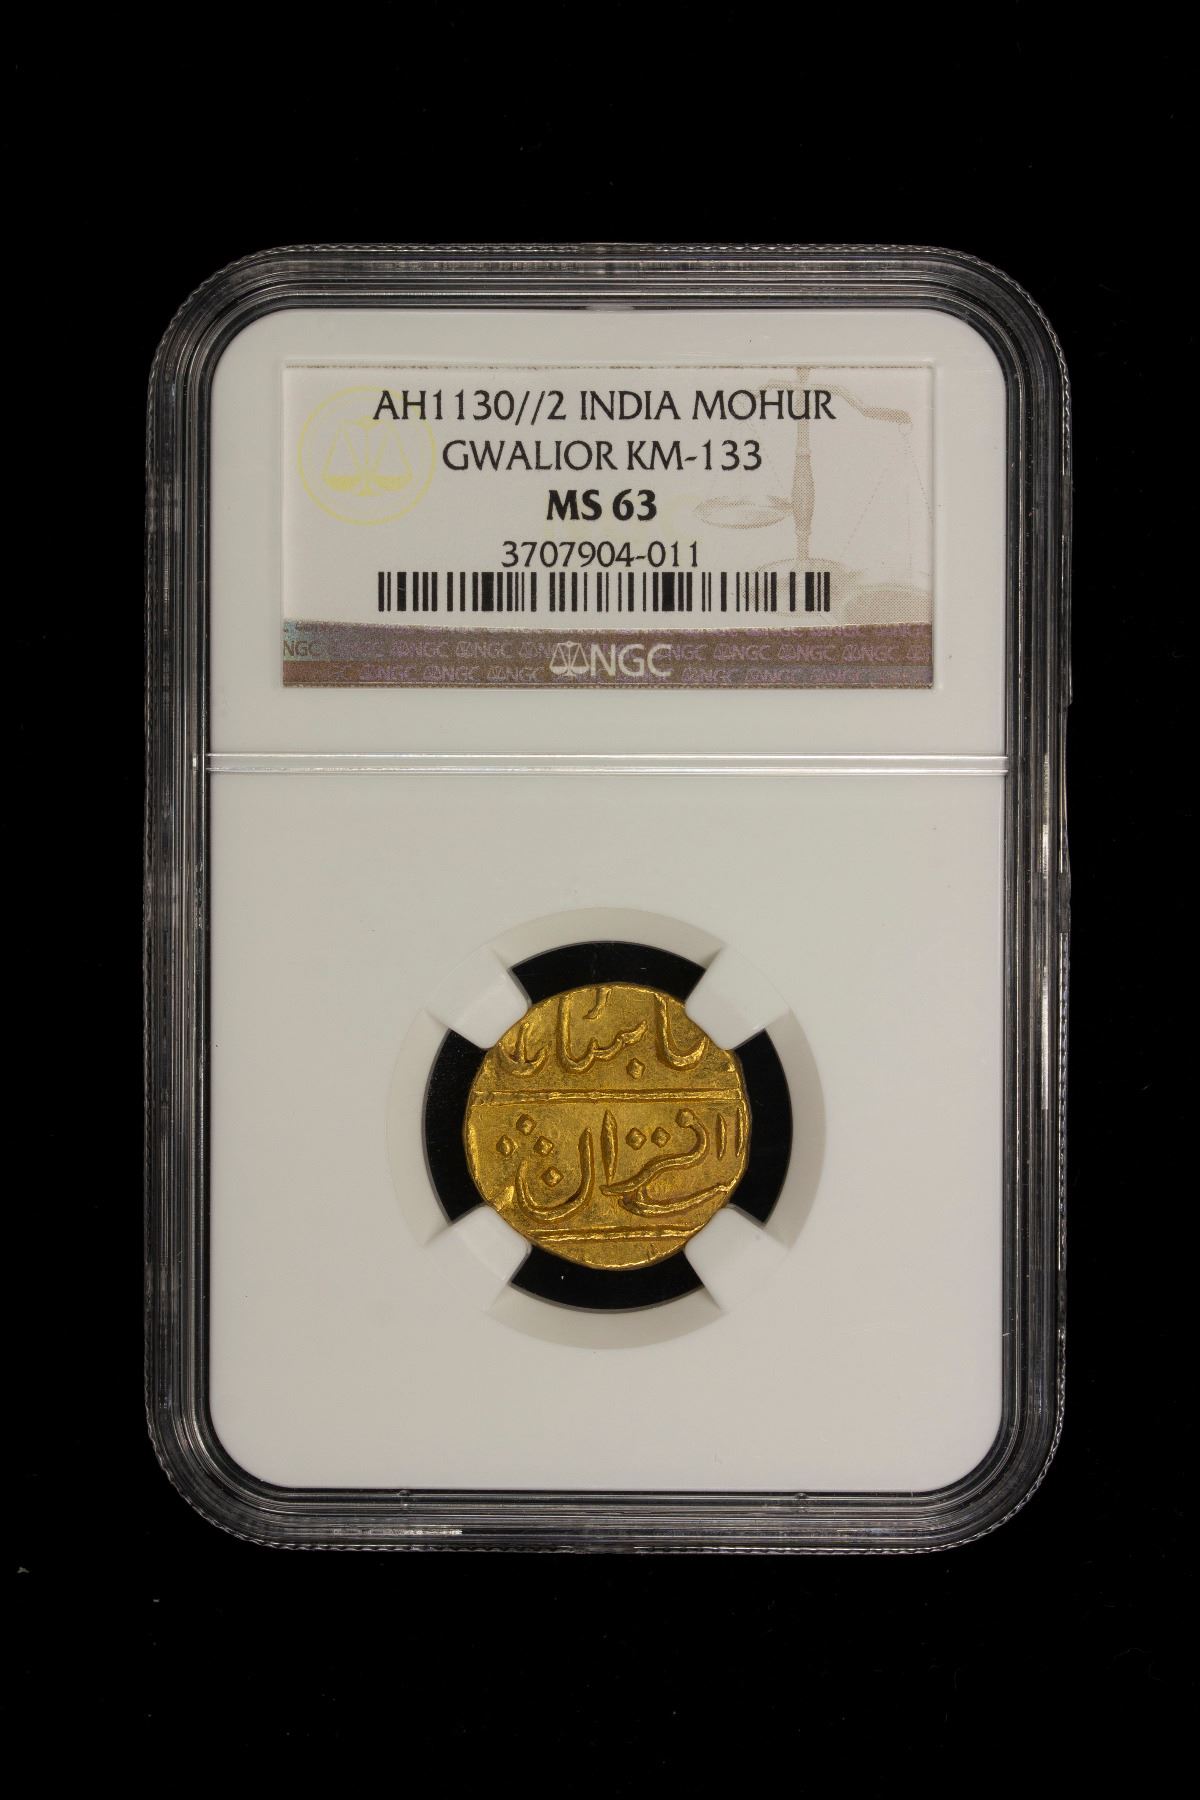 AH1130//2 INDIA MOHUR
GWALIOR KM-133
MS 63
3707904-011
NGC